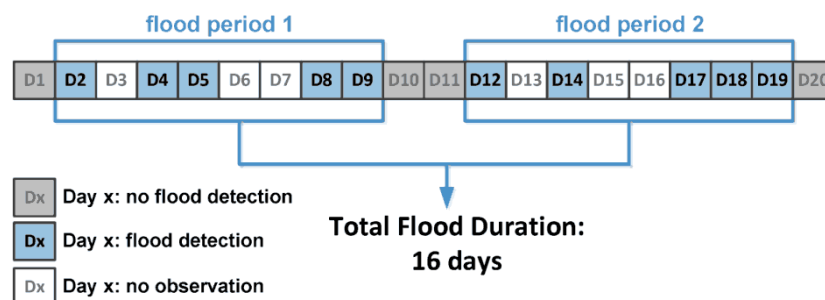 flood period 1 flood period 2
D1 D2 D3 D4 D5 D6 D7 D8 D9 D10 D11 D12 D13 D14 D15 D16 D17 D18 D19 D20
Dx Day x: no flood detection
Dx Day x: flood detection
Dx Day x: no observation
Total Flood Duration:
16 days